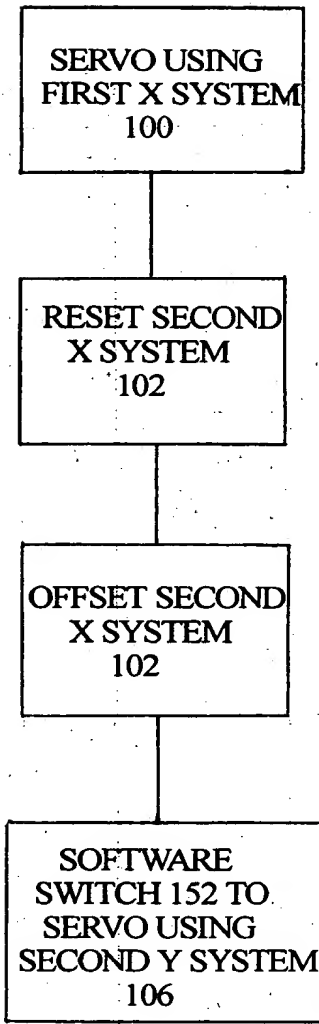 SERVO USING
FIRST X SYSTEM
100
RESET SECOND
X SYSTEM
102
OFFSET SECOND
X SYSTEM
102
SOFTWARE
SWITCH 152 TO
SERVO USING
SECOND Y SYSTEM
106